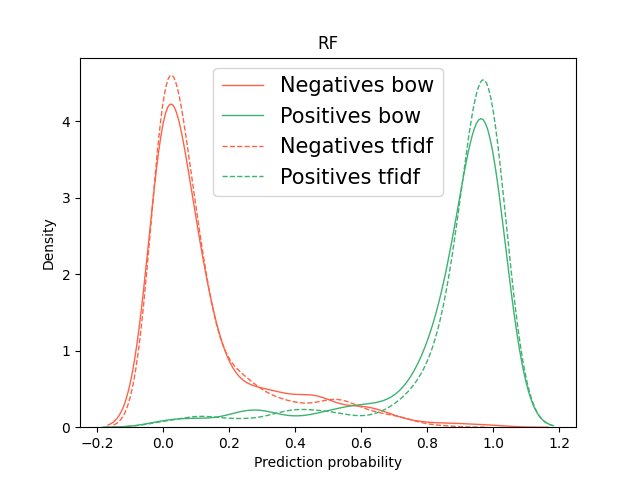 RF
Negatives bow
Positives bow
Negatives tfidf
Positives tfidf
Density
4
3
2
1
0
−0.2 0.0 0.2 0.4 0.6 0.8 1.0 1.2
Prediction probability